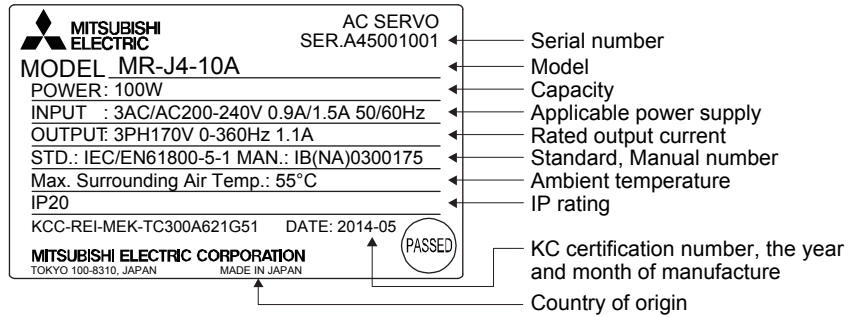 MITSUBISHI
ELECTRIC
AC SERVO
SER.A45001001
Serial number
MODEL MR-J4-10A
Model
POWER: 100W
Capacity
INPUT : 3AC/AC200-240V 0.9A/1.5A 50/60Hz
Applicable power supply
OUTPUT: 3PH170V 0-360Hz 1.1A
Rated output current
STD.: IEC/EN61800-5-1 MAN.: IB(NA)0300175
Standard, Manual number
Max. Surrounding Air Temp.: 55°C
Ambient temperature
IP20
IP rating
KCC-REI-MEK-TC300A621G51 DATE: 2014-05
PASSED
KC certification number, the year
and month of manufacture
MITSUBISHI ELECTRIC CORPORATION
TOKYO 100-8310, JAPAN MADE IN JAPAN
Country of origin